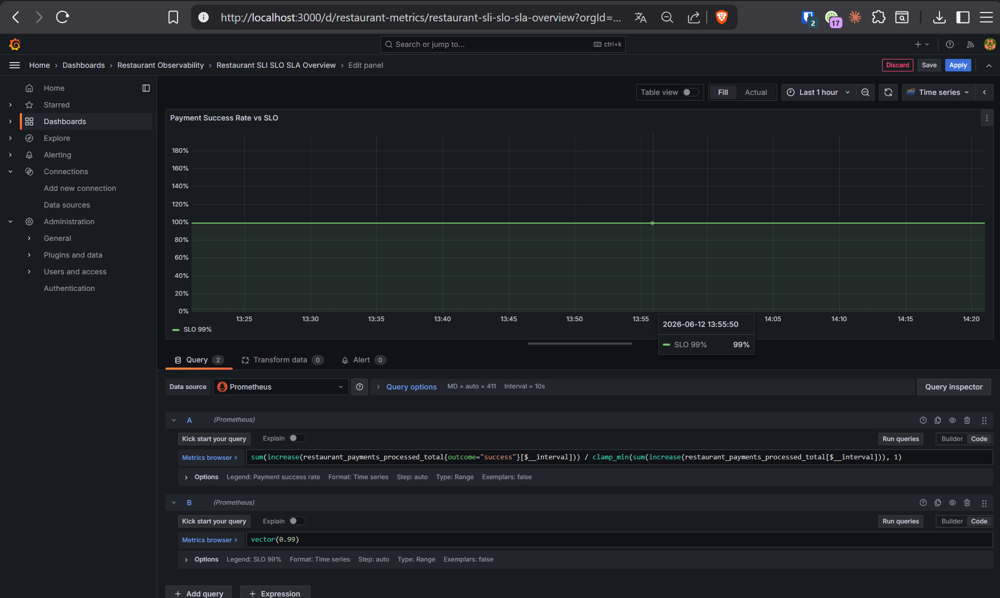 http://localhost:3000/d/restaurant-metrics/restaurant-sli-slo-sla-overview?orgId=...
2
17
Search or jump to...
ctrl+k
Home › Dashboards › Restaurant Observability › Restaurant SLI SLO SLA Overview › Edit panel
Discard
Save
Apply
Home
Starred
Dashboards
Explore
Alerting
Connections
Add new connection
Data sources
Administration
General
Plugins and data
Users and access
Authentication
Table view
Fill
Actual
Last 1 hour
Time series
Payment Success Rate vs SLO
180%
160%
140%
120%
100%
80%
60%
40%
20%
0%
13:25 13:30 13:35 13:40 13:45 13:50 13:55 14:05 14:10 14:15 14:20
SLO 99%
2026-06-12 13:55:50
SLO 99% 99%
Query 2
Transform data 0
Alert 0
Data source
Prometheus
Query options
MD = auto = 411
Interval = 10s
Query inspector
A (Prometheus)
Kick start your query
Explain
Run queries
Builder
Code
Metrics browser >
sum(increase(restaurant_payments_processed_total{outcome="success"}[$__interval])) / clamp_min(sum(increase(restaurant_payments_processed_total[$__interval])), 1)
Options Legend: Payment success rate Format: Time series Step: auto Type: Range Exemplars: false
B (Prometheus)
Kick start your query
Explain
Run queries
Builder
Code
Metrics browser >
vector(0.99)
Options Legend: SLO 99% Format: Time series Step: auto Type: Range Exemplars: false
+ Add query
+ Expression